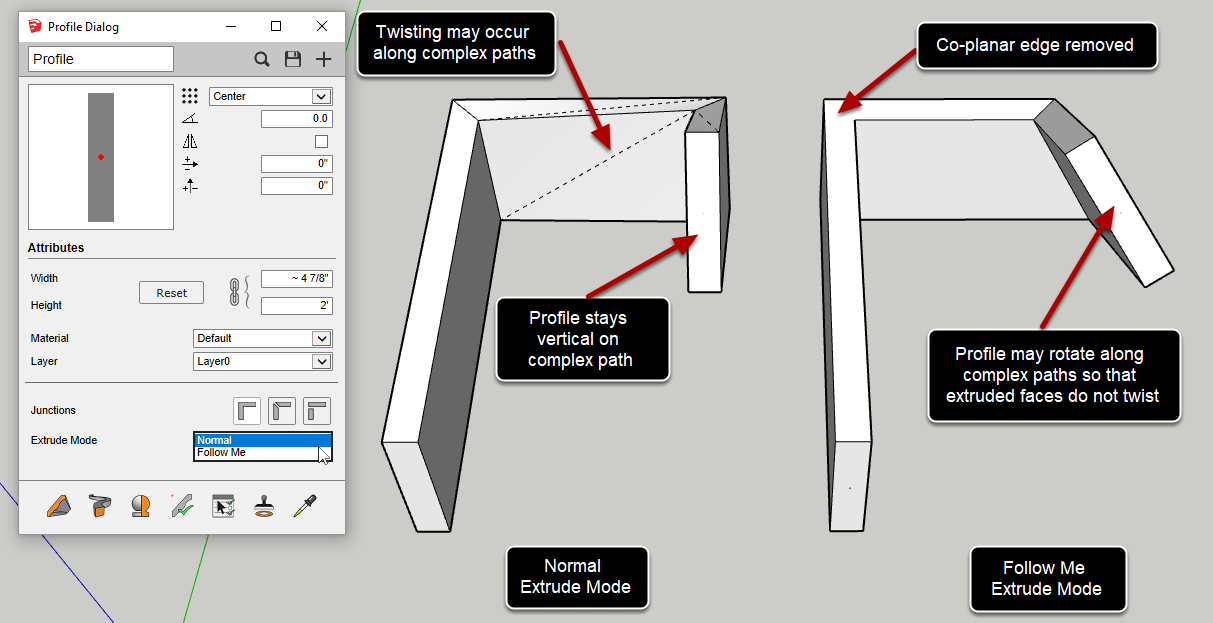 Profile Dialog
Profile
Center
0.0
0"
0"
Attributes
Width
~ 4 7/8"
Reset
Height
2'
Material
Default
Layer
Layer0
Junctions
Extrude Mode
Normal
Follow Me
Twisting may occur
along complex paths
Co-planar edge removed
Profile stays
vertical on
complex path
Profile may rotate along
complex paths so that
extruded faces do not twist
Normal
Extrude Mode
Follow Me
Extrude Mode